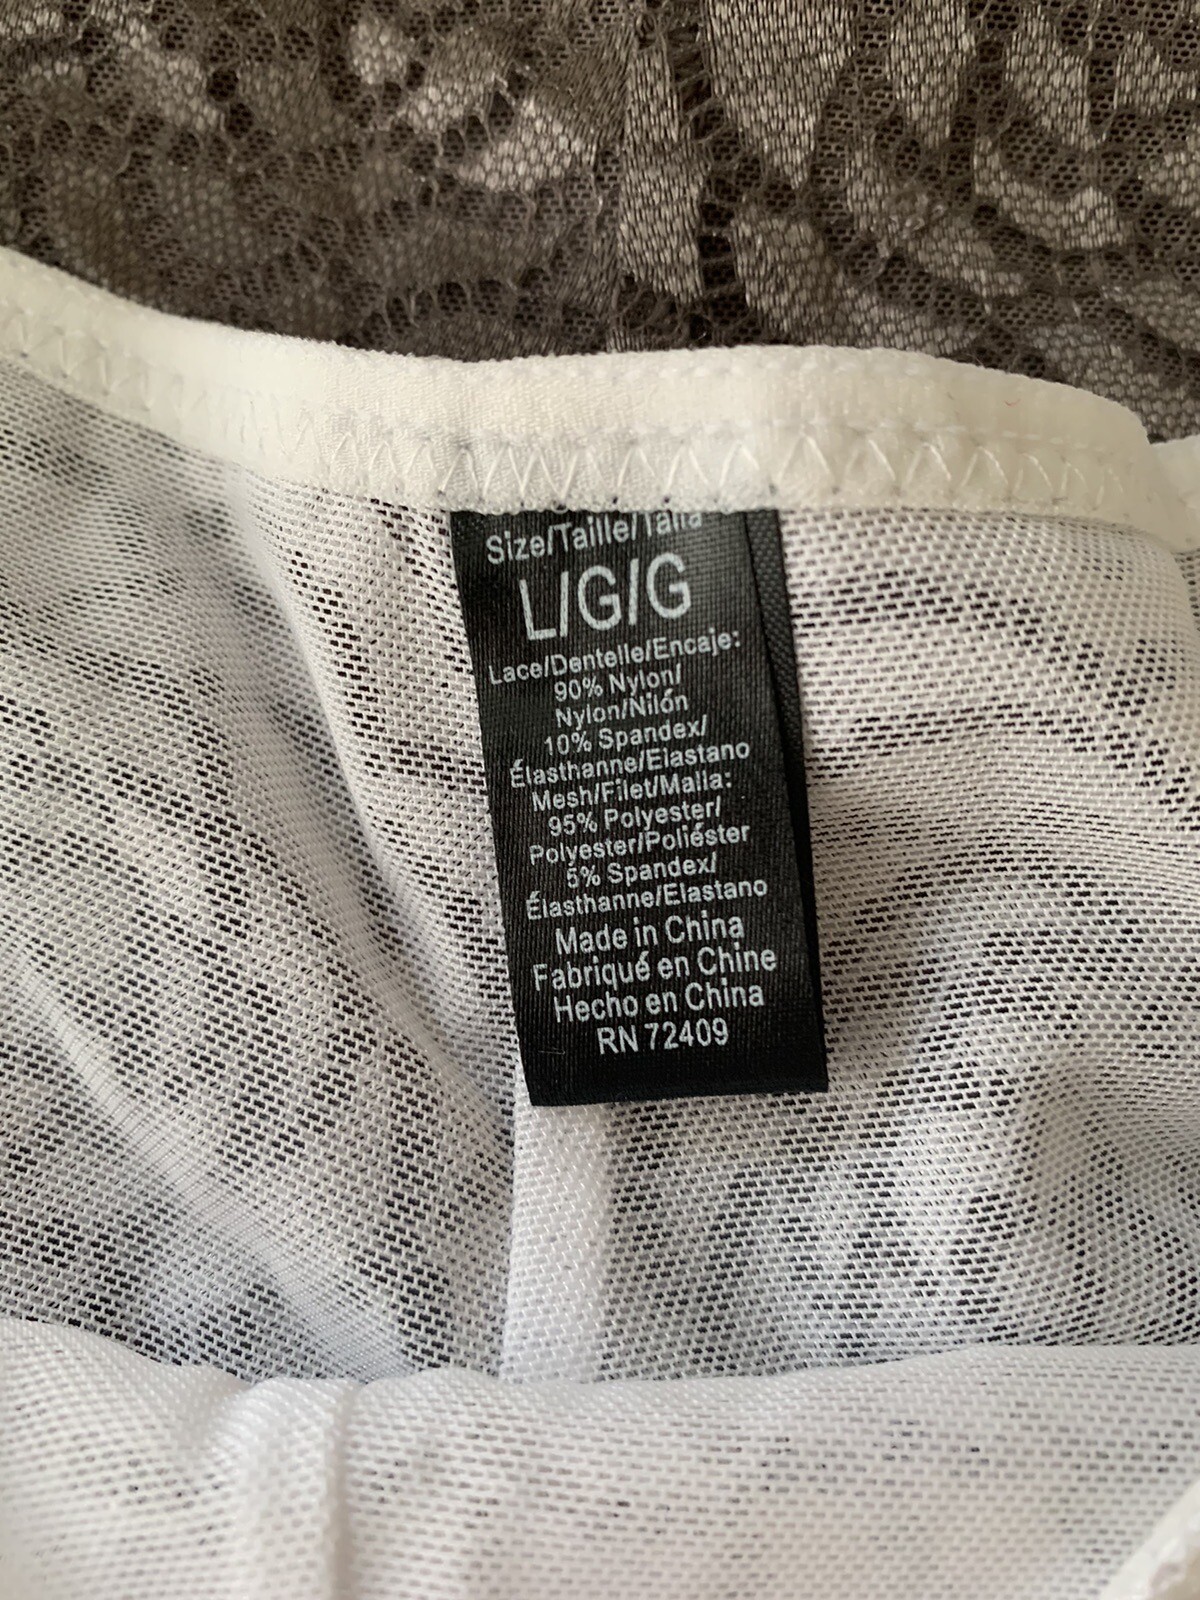 Size/Taille/Talla
L/G/G
Lace/Dentelle/Encaje:
90% Nylon/
Nylon/Nilón
10% Spandex/
Élasthanne/Elastano
Mesh/Filet/Malla:
95% Polyester/
Polyester/Poliéster
5% Spandex/
Élasthanne/Elastano
Made in China
Fabriqué en Chine
Hecho en China
RN 72409